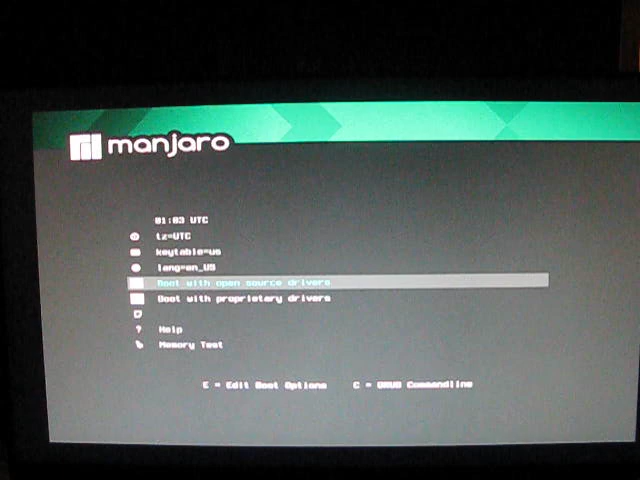 manjaro
01:03 UTC
tz=UTC
keytable=us
lang=en_US
Boot with open source drivers
Boot with proprietary drivers
Help
Memory Test
E = Edit Boot Options C = GRUB Commandline